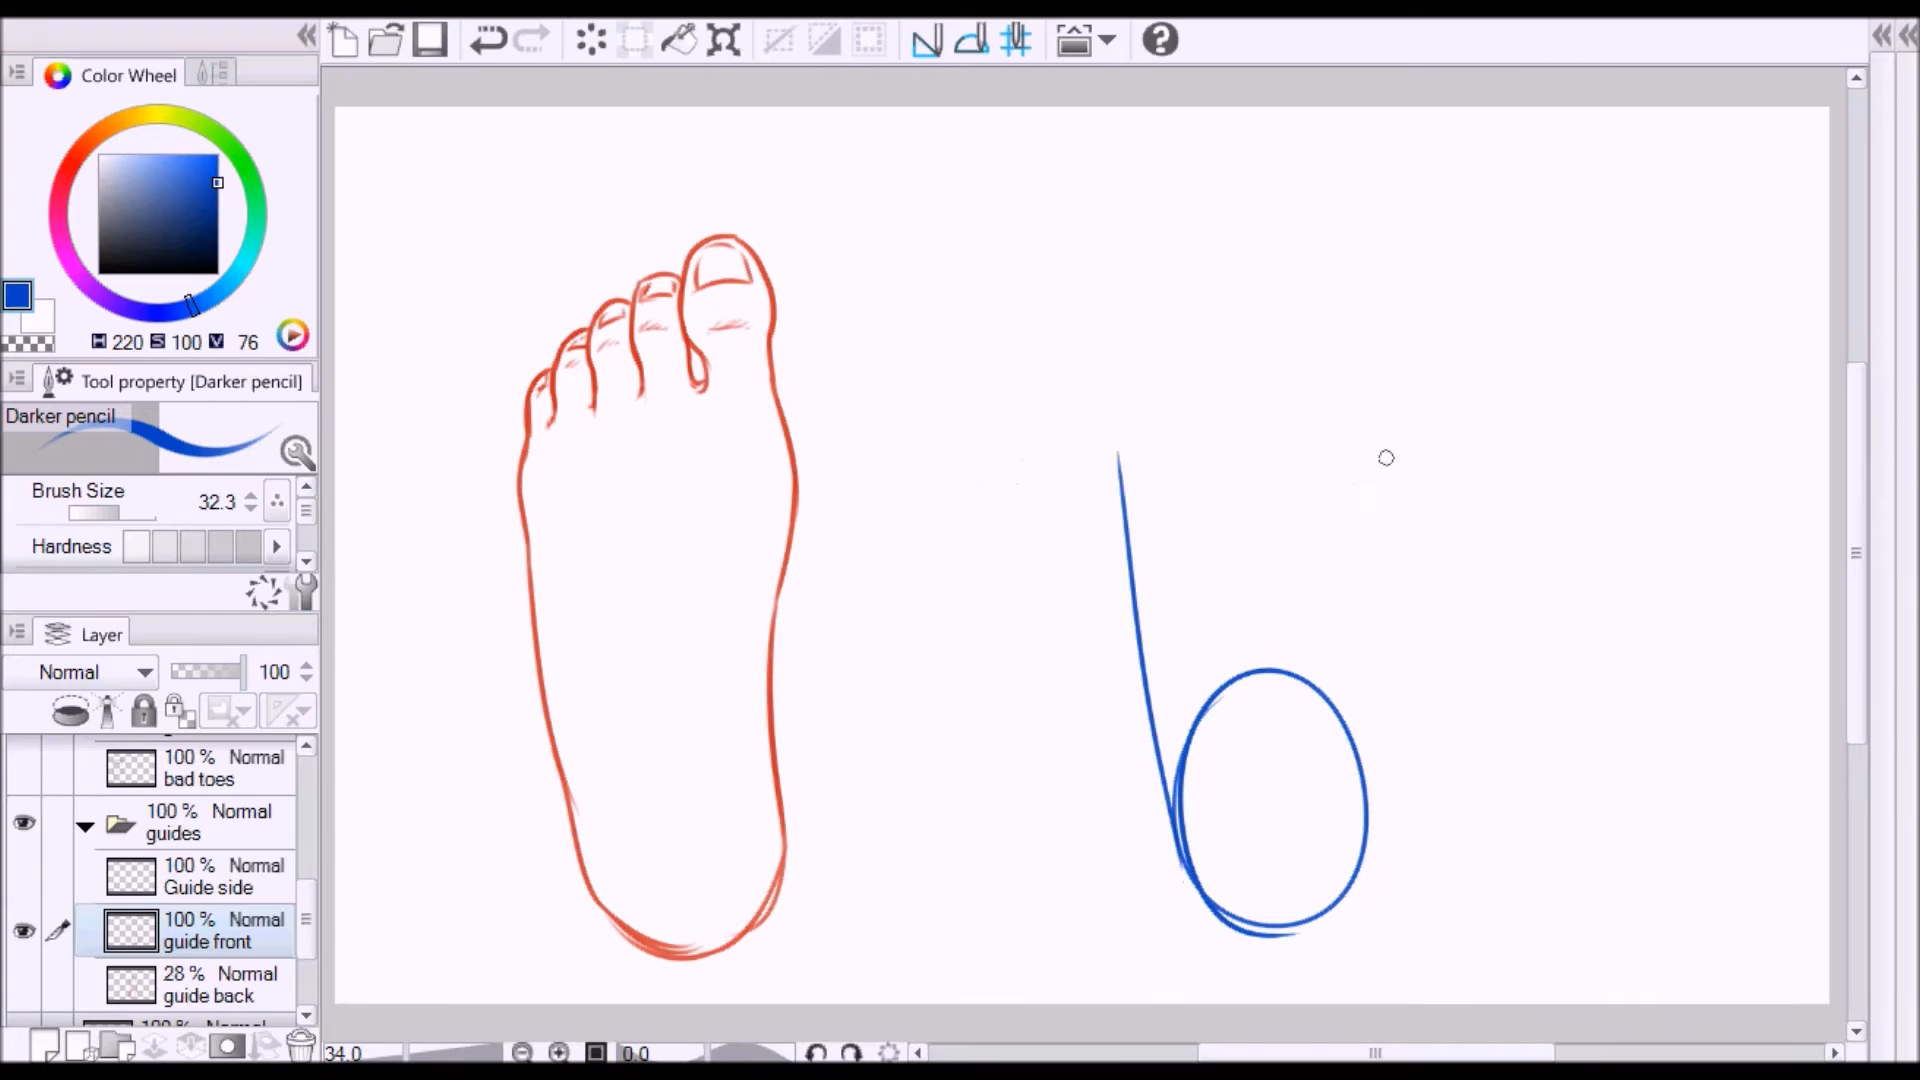 Color Wheel
H 220 S 100 V 76
Tool property [Darker pencil]
Darker pencil
Brush Size 32.3
Hardness
Layer
Normal 100
100 % Normal
bad toes
100 % Normal
guides
100 % Normal
Guide side
100 % Normal
guide front
28 % Normal
guide back
100 % Normal
34.0 0.0